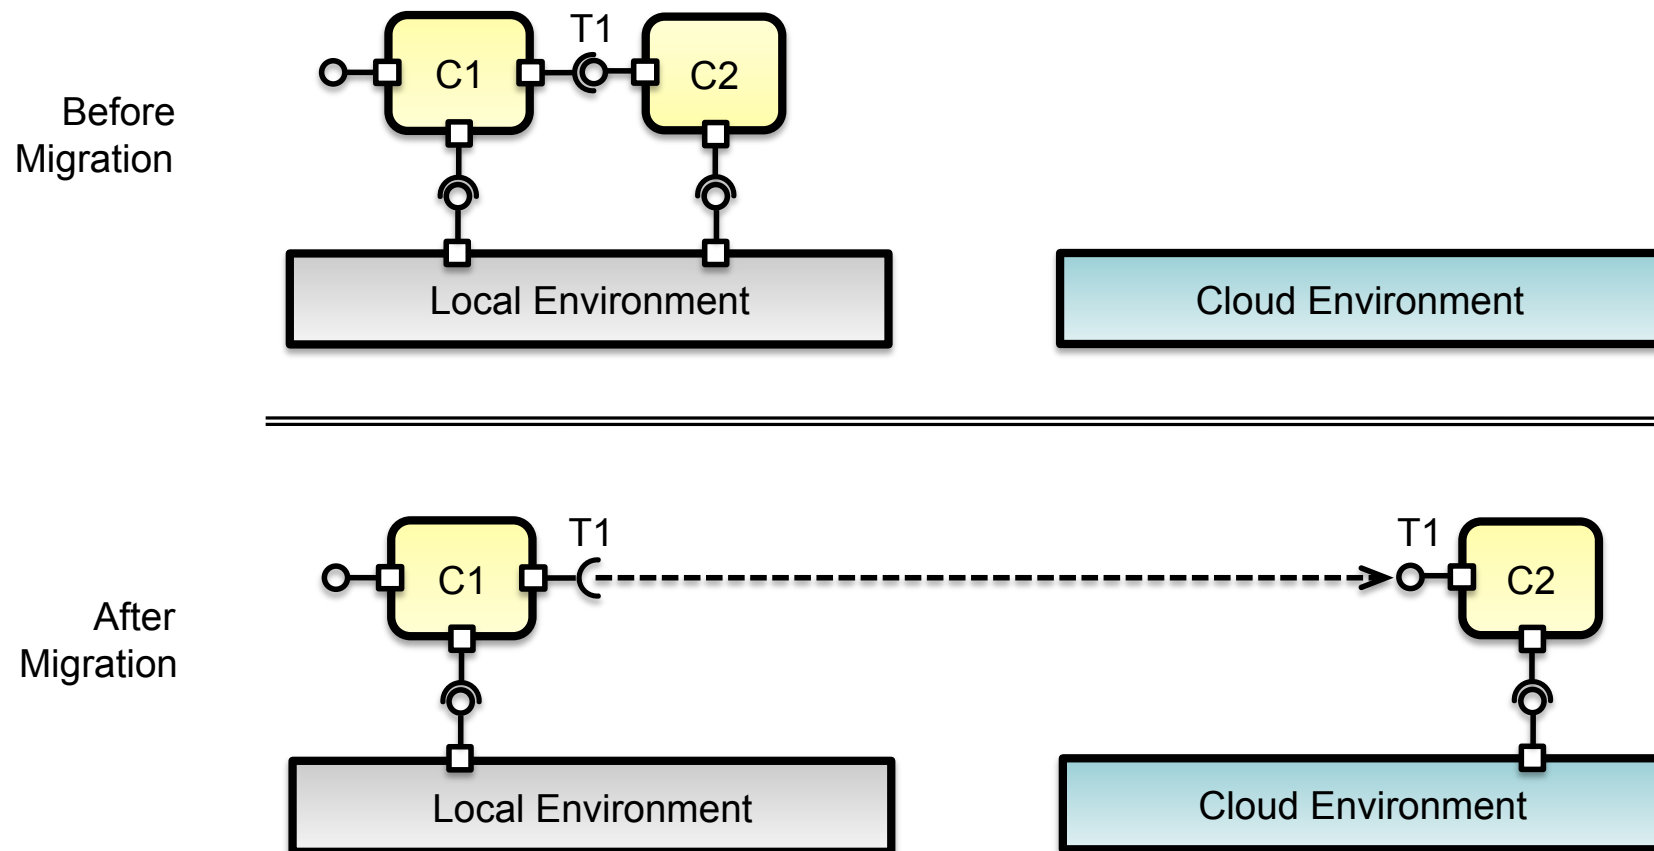 T1
C1
C2
Before
Migration
Local Environment
Cloud Environment
T1
T1
C1
C2
After
Migration
Local Environment
Cloud Environment